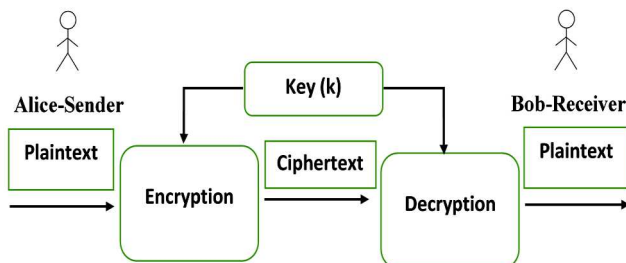 Alice-Sender
Key (k)
Bob-Receiver
Plaintext
Encryption
Ciphertext
Decryption
Plaintext